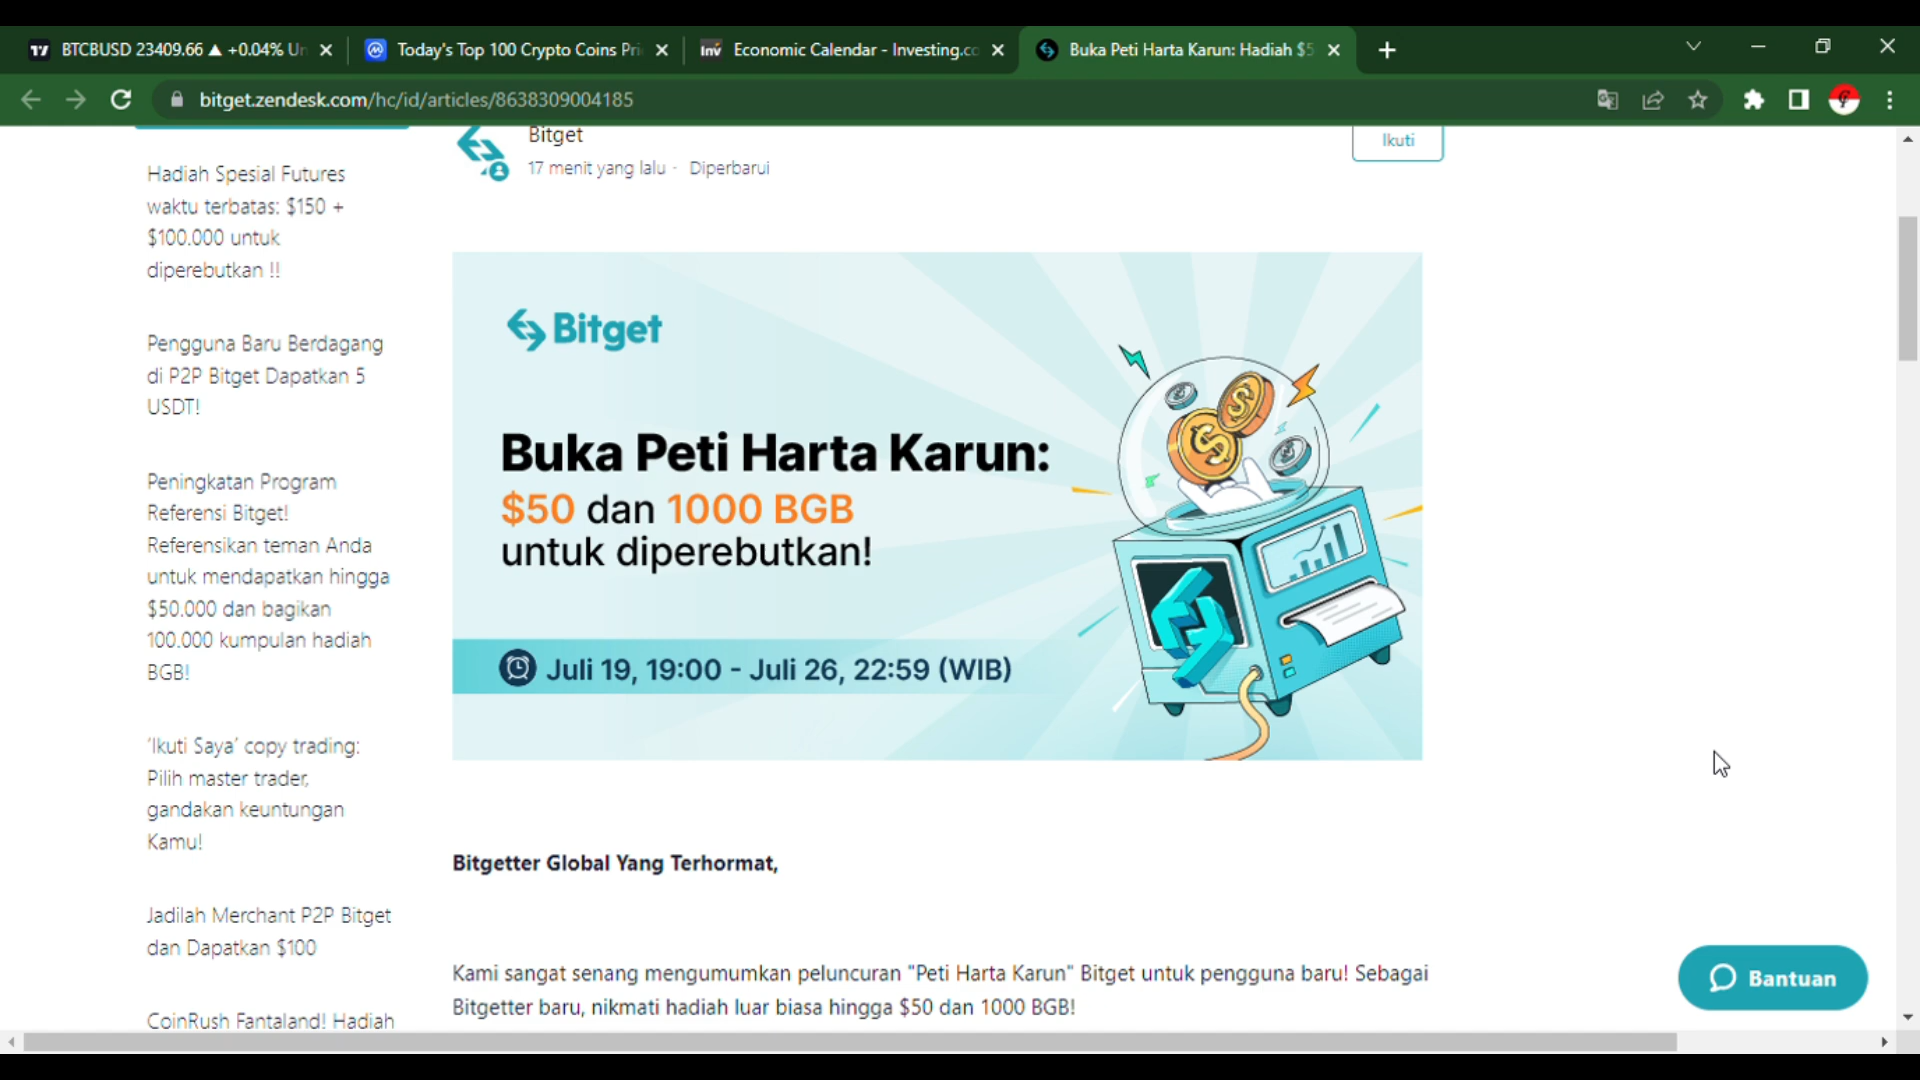 BTCBUSD 23409.66 ▲ +0.04% Un
Today's Top 100 Crypto Coins Pri
Economic Calendar - Investing.co
Buka Peti Harta Karun: Hadiah $5
bitget.zendesk.com/hc/id/articles/8638309004185
Bitget
17 menit yang lalu · Diperbarui
Ikuti
Hadiah Spesial Futures
waktu terbatas: $150 +
$100.000 untuk
diperebutkan !!
Pengguna Baru Berdagang
di P2P Bitget Dapatkan 5
USDT!
Peningkatan Program
Referensi Bitget!
Referensikan teman Anda
untuk mendapatkan hingga
$50.000 dan bagikan
100.000 kumpulan hadiah
BGB!
'Ikuti Saya' copy trading:
Pilih master trader,
gandakan keuntungan
Kamu!
Jadilah Merchant P2P Bitget
dan Dapatkan $100
CoinRush Fantaland! Hadiah
Bitget
Buka Peti Harta Karun:
$50 dan 1000 BGB
untuk diperebutkan!
Juli 19, 19:00 - Juli 26, 22:59 (WIB)
Bitgetter Global Yang Terhormat,
Kami sangat senang mengumumkan peluncuran "Peti Harta Karun" Bitget untuk pengguna baru! Sebagai
Bitgetter baru, nikmati hadiah luar biasa hingga $50 dan 1000 BGB!
Bantuan